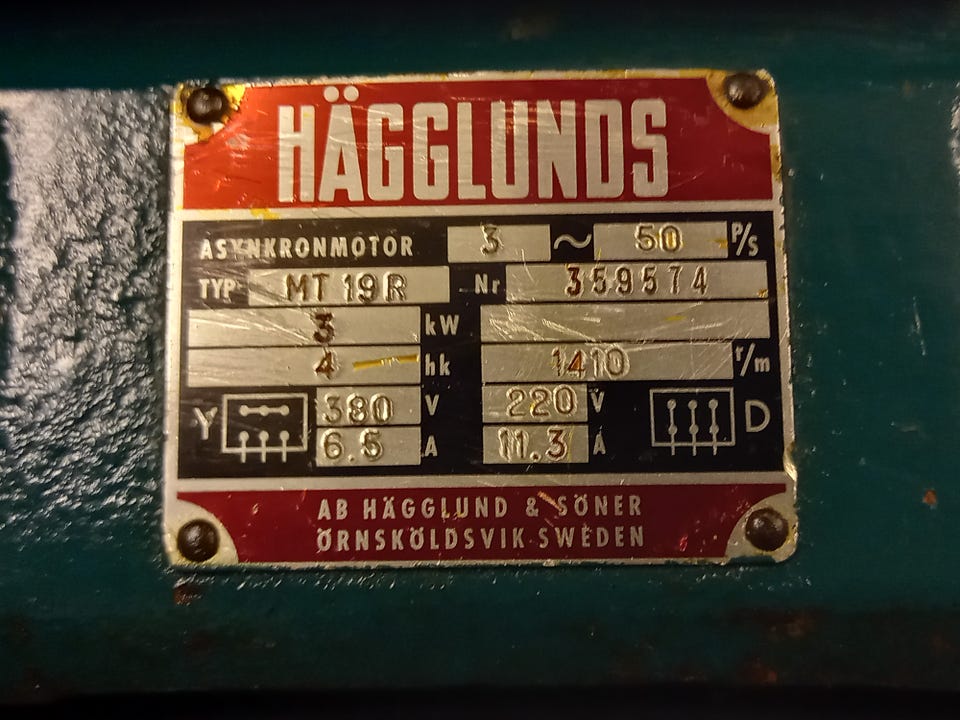 HÄGGLUNDS
ASYNKRONMOTOR 3 ~ 50 P/S
TYP MT 19 R Nr 359574
3 kW
4 hk 1410 r/m
Y 380 V 220 V D
6.5 A 11.3 A
AB HÄGGLUND & SÖNER
ÖRNSKÖLDSVIK SWEDEN